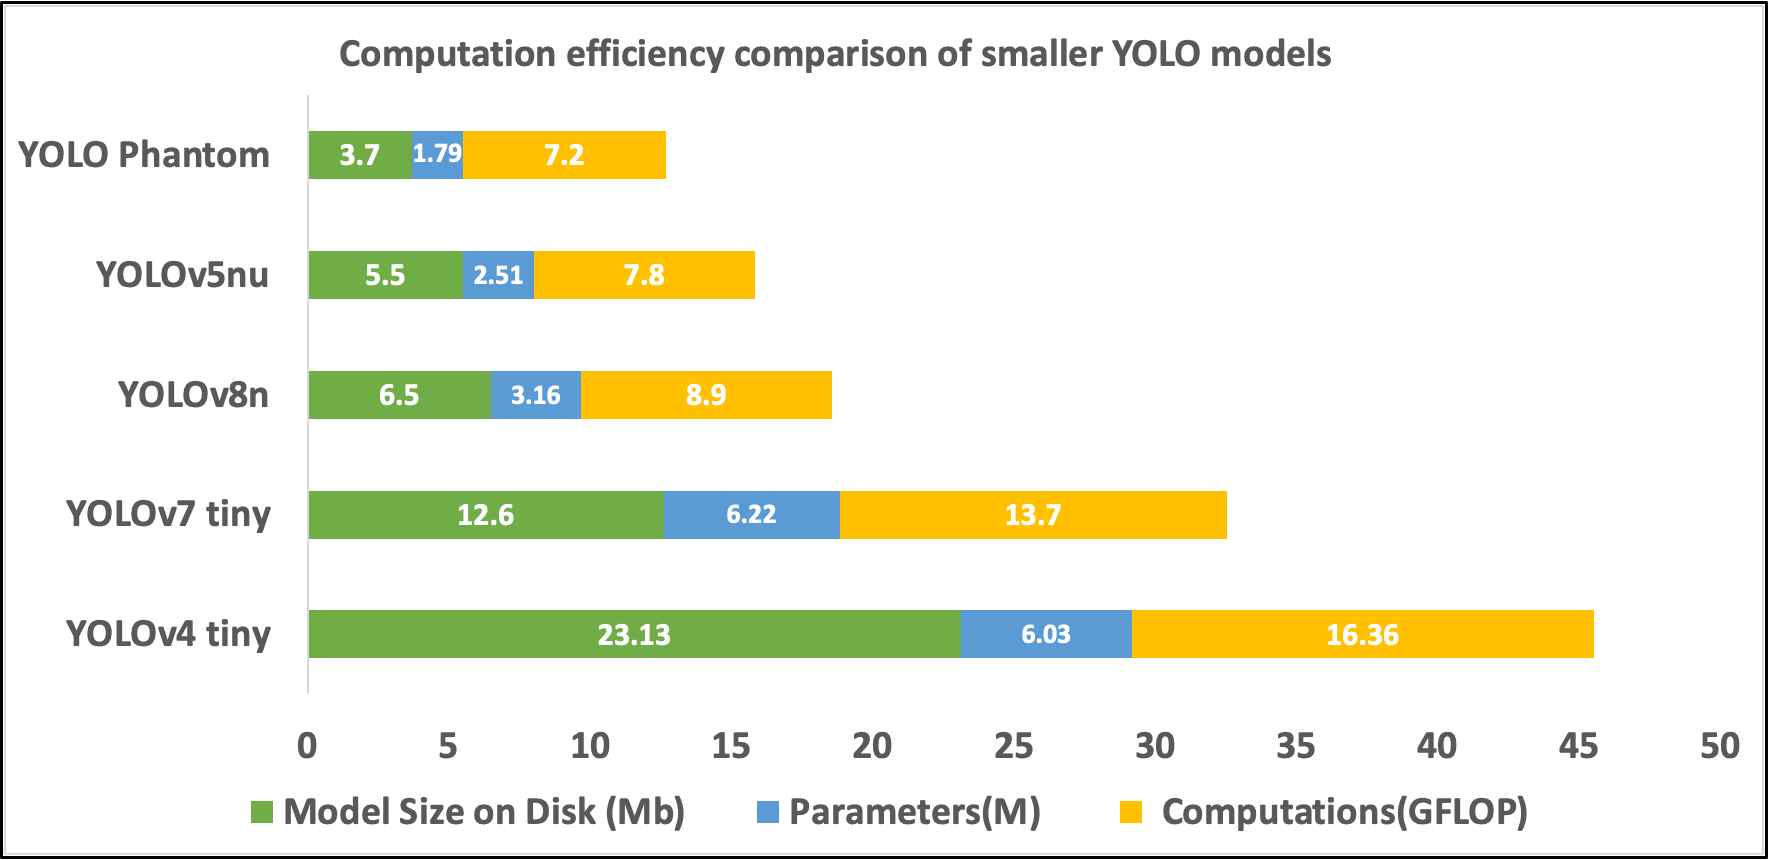 Computation efficiency comparison of smaller YOLO models
YOLO Phantom 3.7 1.79 7.2
YOLOv5nu 5.5 2.51 7.8
YOLOv8n 6.5 3.16 8.9
YOLOv7 tiny 12.6 6.22 13.7
YOLOv4 tiny 23.13 6.03 16.36
0 5 10 15 20 25 30 35 40 45 50
Model Size on Disk (Mb) Parameters(M) Computations(GFLOP)